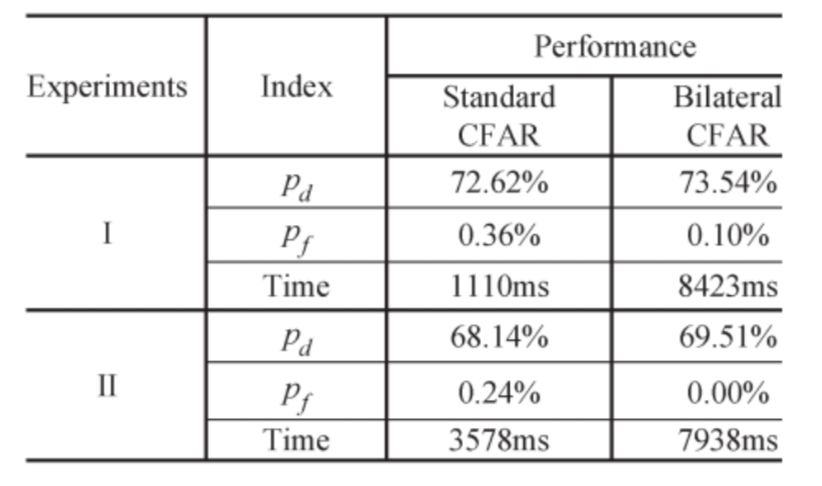 Experiments Index Performance
Standard CFAR Bilateral CFAR
I p_d 72.62% 73.54%
p_f 0.36% 0.10%
Time 1110ms 8423ms
II p_d 68.14% 69.51%
p_f 0.24% 0.00%
Time 3578ms 7938ms